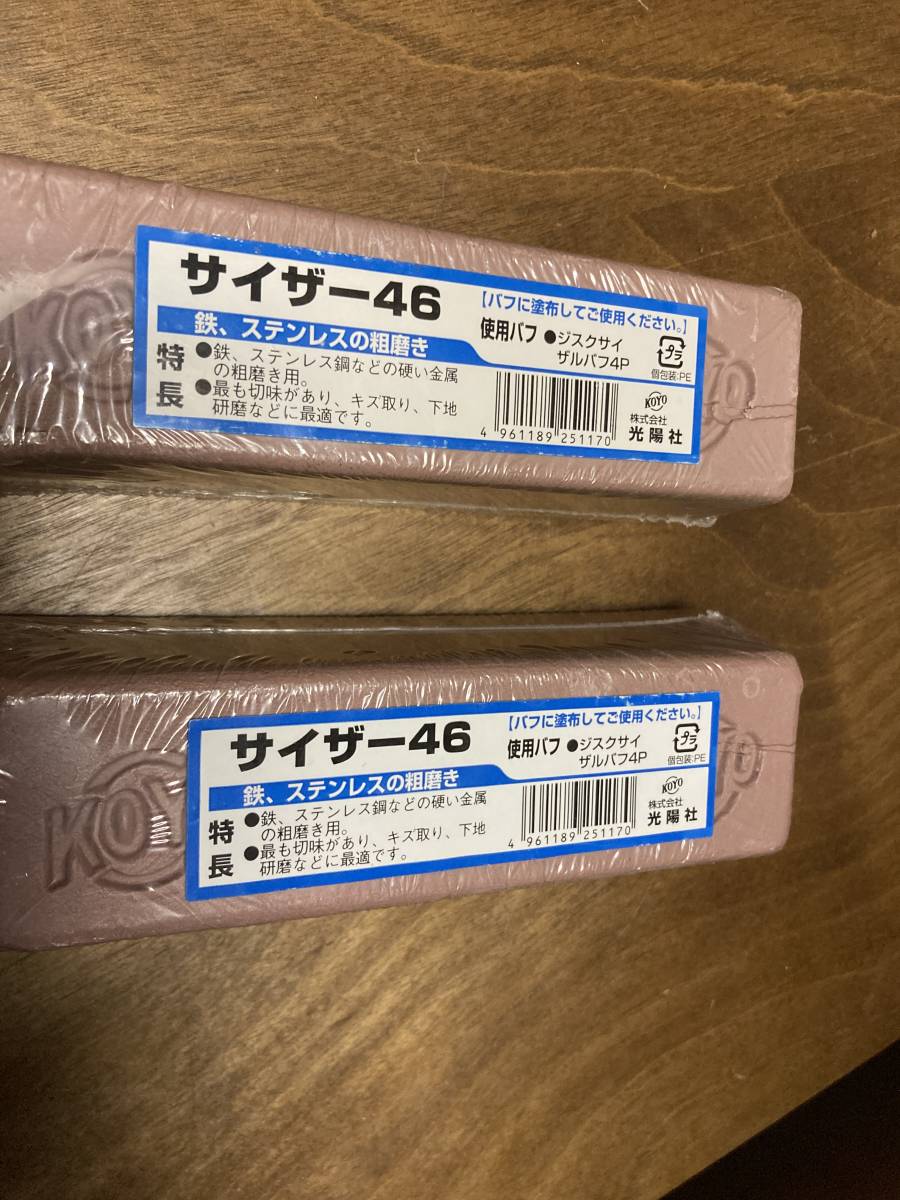 KOYO
サイザー46
【バフに塗布してご使用ください。】
鉄、ステンレスの粗磨き
使用バフ ●ジスクサイ
ザルバフ4P
プラ
個包装:PE
特長
●鉄、ステンレス鋼などの硬い金属
の粗磨き用。
●最も切味があり、キズ取り、下地
研磨などに最適です。
4 961189 251170
KOYO
株式会社
光陽社
KOYO
サイザー46
【バフに塗布してご使用ください。】
鉄、ステンレスの粗磨き
使用バフ ●ジスクサイ
ザルバフ4P
プラ
個包装:PE
特長
●鉄、ステンレス鋼などの硬い金属
の粗磨き用。
●最も切味があり、キズ取り、下地
研磨などに最適です。
4 961189 251170
KOYO
株式会社
光陽社